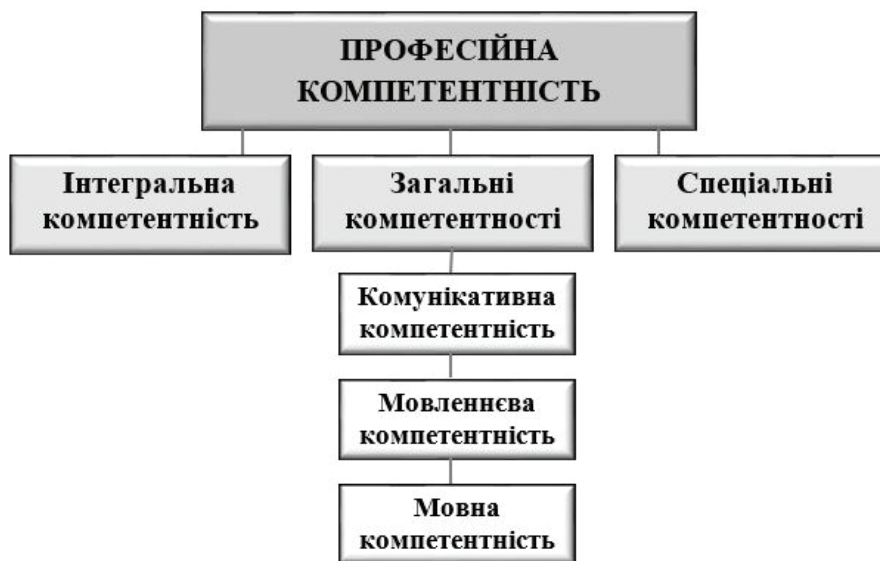 ПРОФЕСІЙНА
КОМПЕТЕНТНІСТЬ
Інтегральна
компетентність
Загальні
компетентності
Спеціальні
компетентності
Комунікативна
компетентність
Мовленнєва
компетентність
Мовна
компетентність